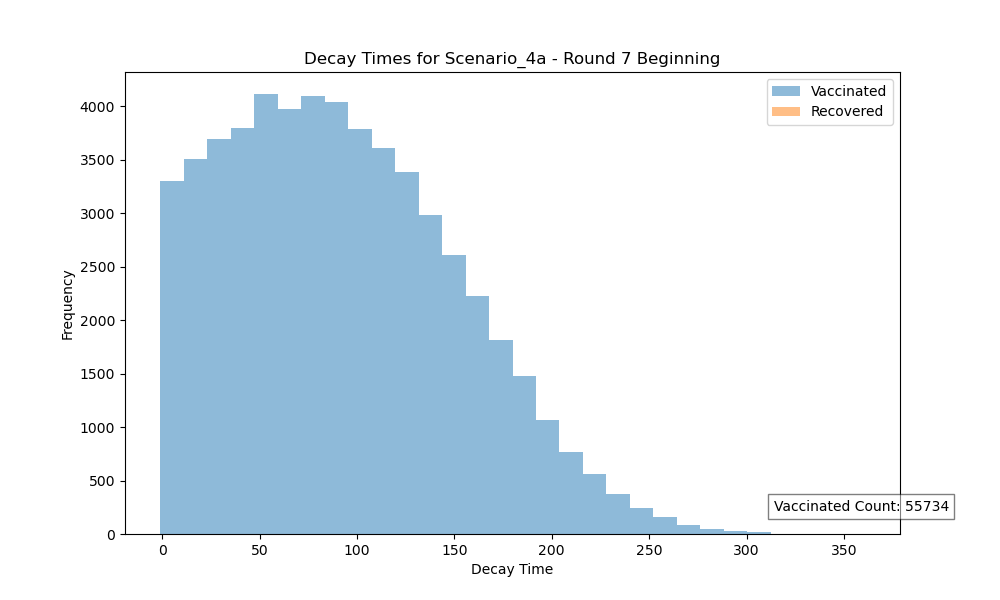 Decay Times for Scenario_4a - Round 7 Beginning
Vaccinated
Recovered
4000
3500
3000
2500
2000
1500
1000
500
0
Frequency
Vaccinated Count: 55734
0
50
100
150
200
250
300
350
Decay Time